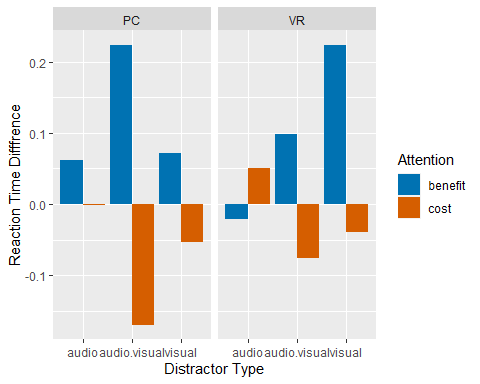 PC VR
0.2
0.1
0.0
-0.1
Reaction Time Diffrence
audio audio.visual visual audio audio.visual visual
Distractor Type
Attention
benefit
cost